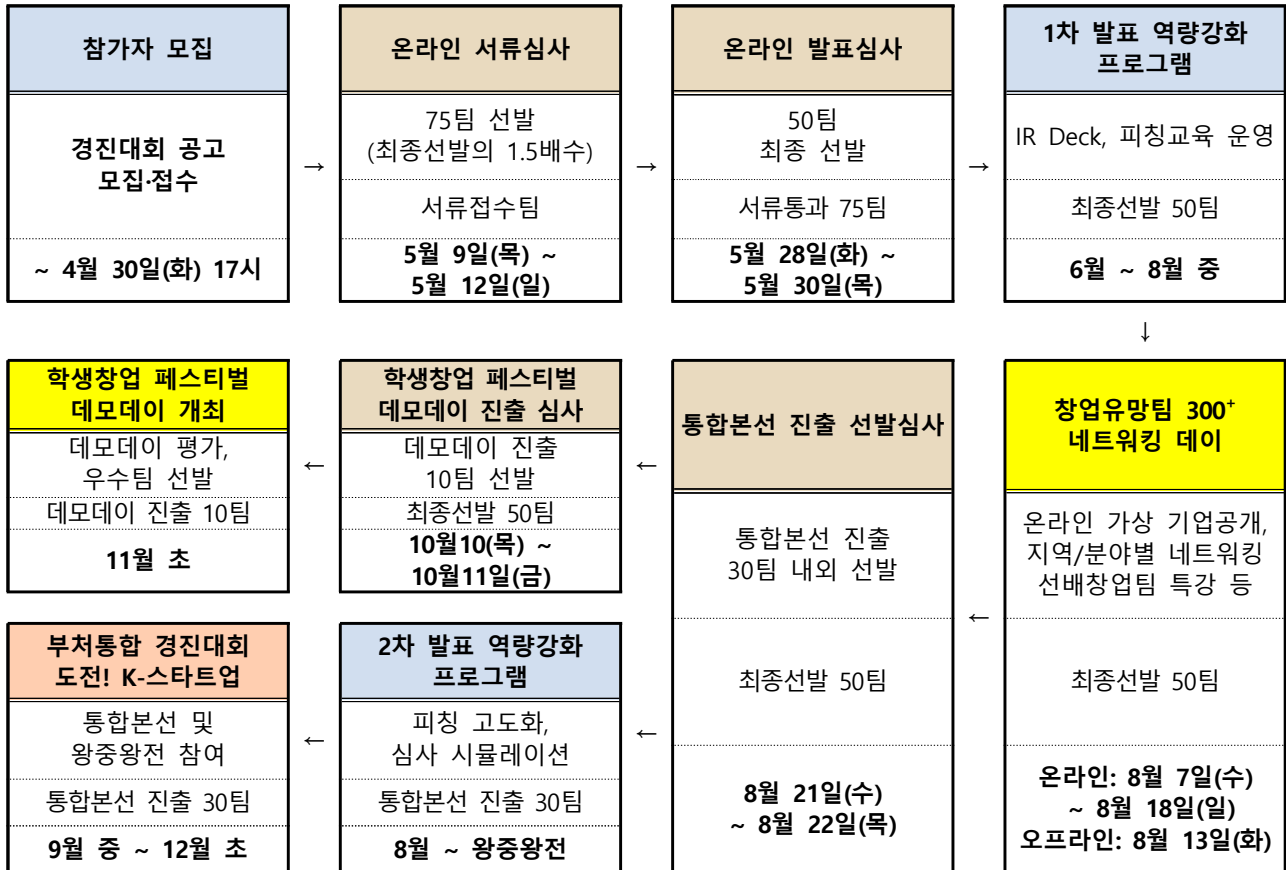 참가자 모집
경진대회 공고
모집·접수
~ 4월 30일(화) 17시
→
온라인 서류심사
75팀 선발
(최종선발의 1.5배수)
서류접수팀
5월 9일(목) ~
5월 12일(일)
→
온라인 발표심사
50팀
최종 선발
서류통과 75팀
5월 28일(화) ~
5월 30일(목)
→
1차 발표 역량강화
프로그램
IR Deck, 피칭교육 운영
최종선발 50팀
6월 ~ 8월 중
↓
창업유망팀 300⁺
네트워킹 데이
온라인 가상 기업공개,
지역/분야별 네트워킹
선배창업팀 특강 등
최종선발 50팀
온라인: 8월 7일(수)
~ 8월 18일(일)
오프라인: 8월 13일(화)
←
통합본선 진출 선발심사
통합본선 진출
30팀 내외 선발
최종선발 50팀
8월 21일(수)
~ 8월 22일(목)
←
학생창업 페스티벌
데모데이 진출 심사
데모데이 진출
10팀 선발
최종선발 50팀
10월10(목) ~
10월11일(금)
←
학생창업 페스티벌
데모데이 개최
데모데이 평가,
우수팀 선발
데모데이 진출 10팀
11월 초
←
2차 발표 역량강화
프로그램
피칭 고도화,
심사 시뮬레이션
통합본선 진출 30팀
8월 ~ 왕중왕전
←
부처통합 경진대회
도전! K-스타트업
통합본선 및
왕중왕전 참여
통합본선 진출 30팀
9월 중 ~ 12월 초